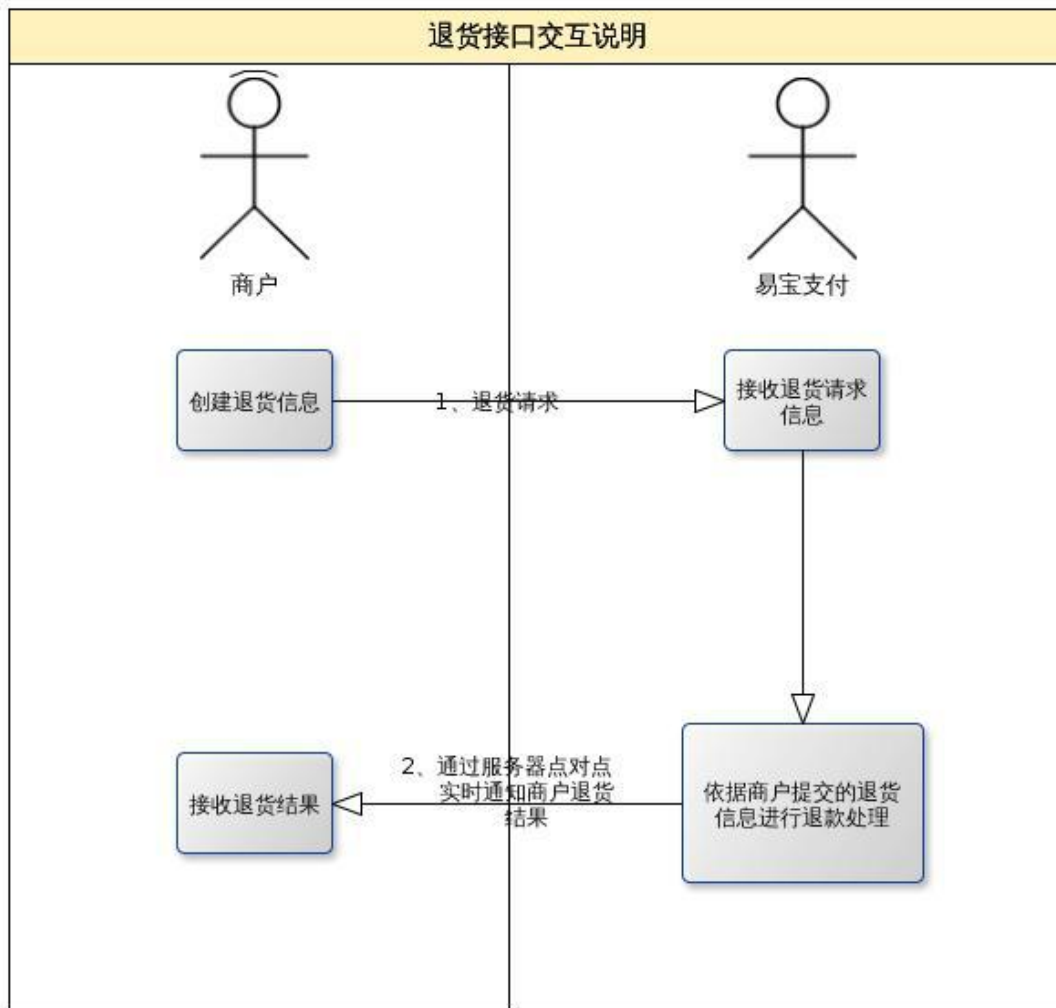 退货接口交互说明
商户
易宝支付
创建退货信息
1、退货请求
接收退货请求
信息
接收退货结果
2、通过服务器点对点
实时通知商户退货
结果
依据商户提交的退货
信息进行退款处理